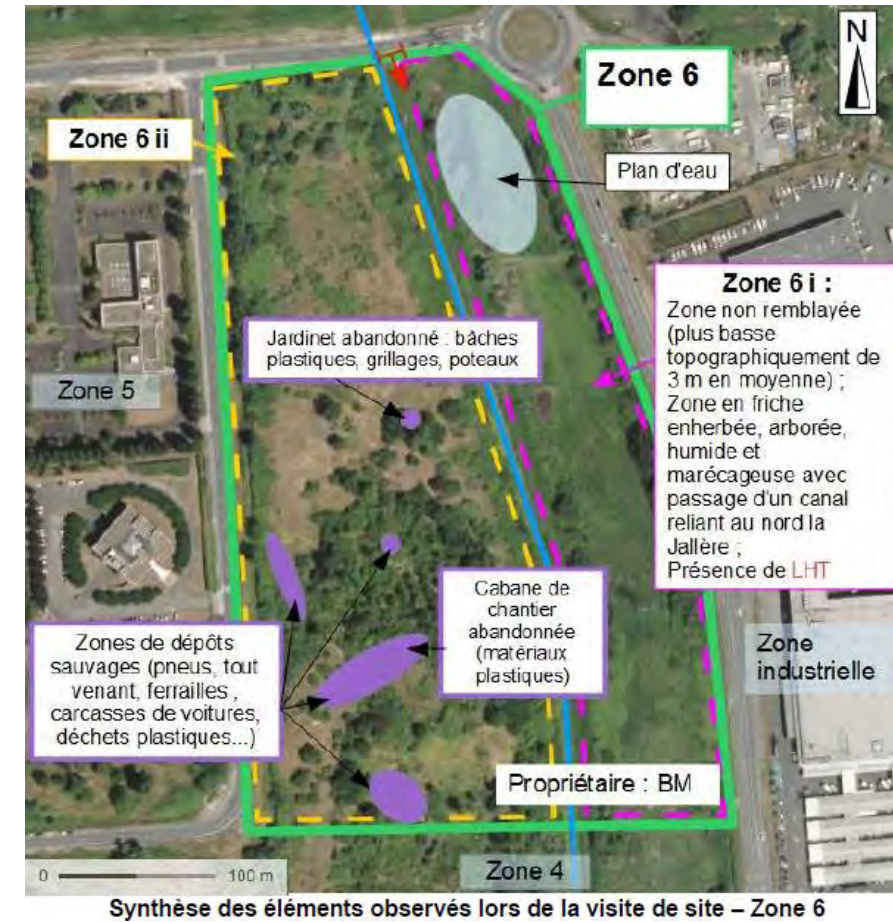 N
Zone 6
Zone 6 ii
Plan d'eau
Zone 6 i :
Zone non remblayée
(plus basse
topographiquement de
3 m en moyenne) ;
Zone en friche
enherbée, arborée,
humide et
marécageuse avec
passage d'un canal
reliant au nord la
Jallère ;
Présence de LHT
Jardinet abandonné : bâches
plastiques, grillages, poteaux
Zone 5
Cabane de
chantier
abandonnée
(matériaux
plastiques)
Zones de dépôts
sauvages (pneus, tout
venant, ferrailles ,
carcasses de voitures,
déchets plastiques...)
Zone
industrielle
Propriétaire : BM
0 100 m
Zone 4
Synthèse des éléments observés lors de la visite de site – Zone 6